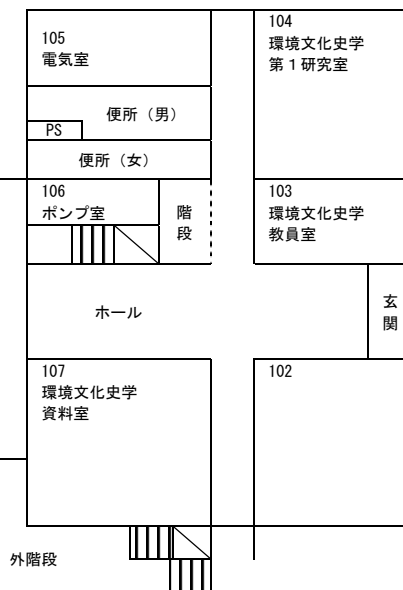 105
電気室
便所（男）
PS
便所（女）
106
ポンプ室
階段
104
環境文化史学
第１研究室
103
環境文化史学
教員室
ホール
玄関
107
環境文化史学
資料室
102
外階段